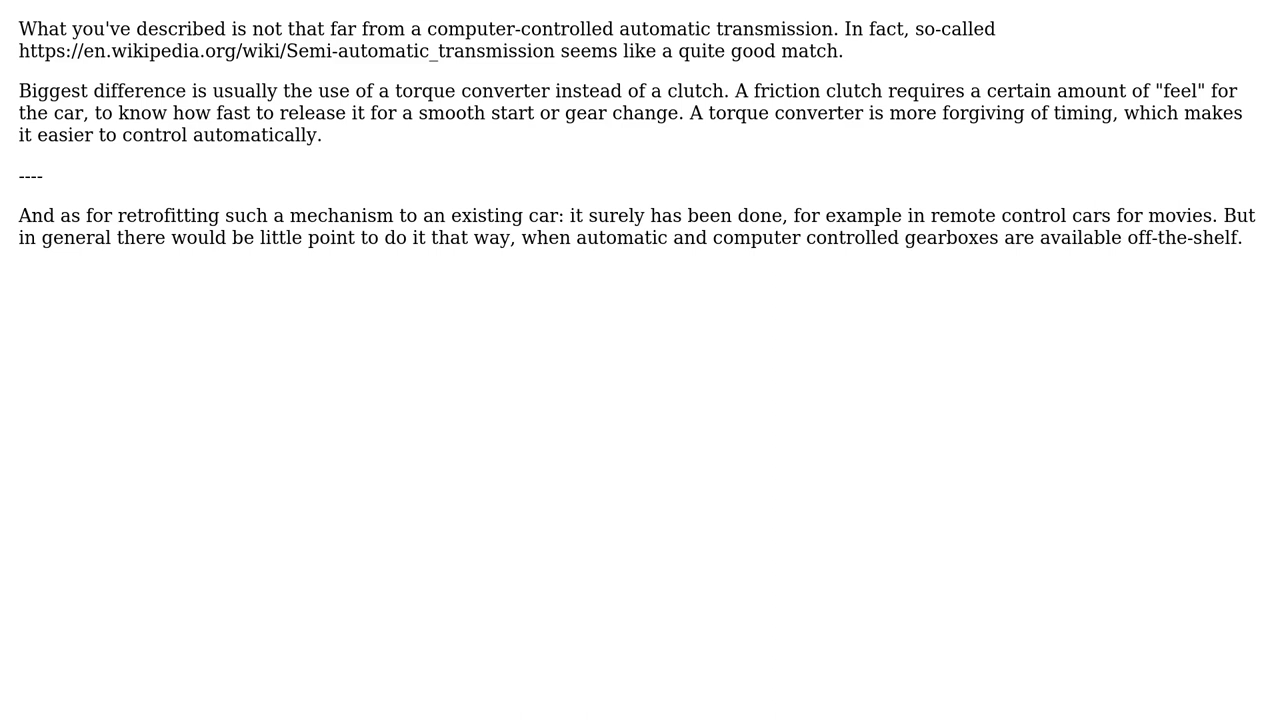 What you've described is not that far from a computer-controlled automatic transmission. In fact, so-called
https://en.wikipedia.org/wiki/Semi-automatic_transmission seems like a quite good match.
Biggest difference is usually the use of a torque converter instead of a clutch. A friction clutch requires a certain amount of "feel" for
the car, to know how fast to release it for a smooth start or gear change. A torque converter is more forgiving of timing, which makes
it easier to control automatically.
----
And as for retrofitting such a mechanism to an existing car: it surely has been done, for example in remote control cars for movies. But
in general there would be little point to do it that way, when automatic and computer controlled gearboxes are available off-the-shelf.